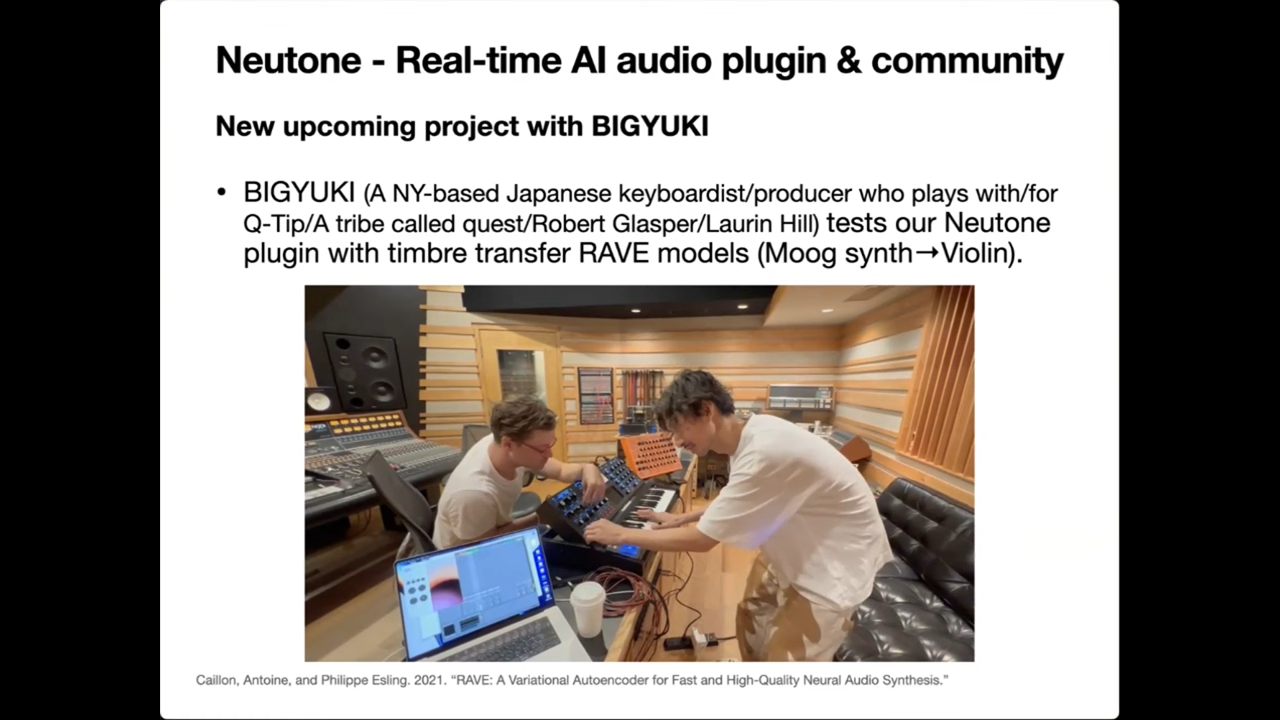 Neutone - Real-time AI audio plugin & community
New upcoming project with BIGYUKI
• BIGYUKI (A NY-based Japanese keyboardist/producer who plays with/for
Q-Tip/A tribe called quest/Robert Glasper/Laurin Hill) tests our Neutone
plugin with timbre transfer RAVE models (Moog synth→Violin).
Caillon, Antoine, and Philippe Esling. 2021. “RAVE: A Variational Autoencoder for Fast and High-Quality Neural Audio Synthesis.”